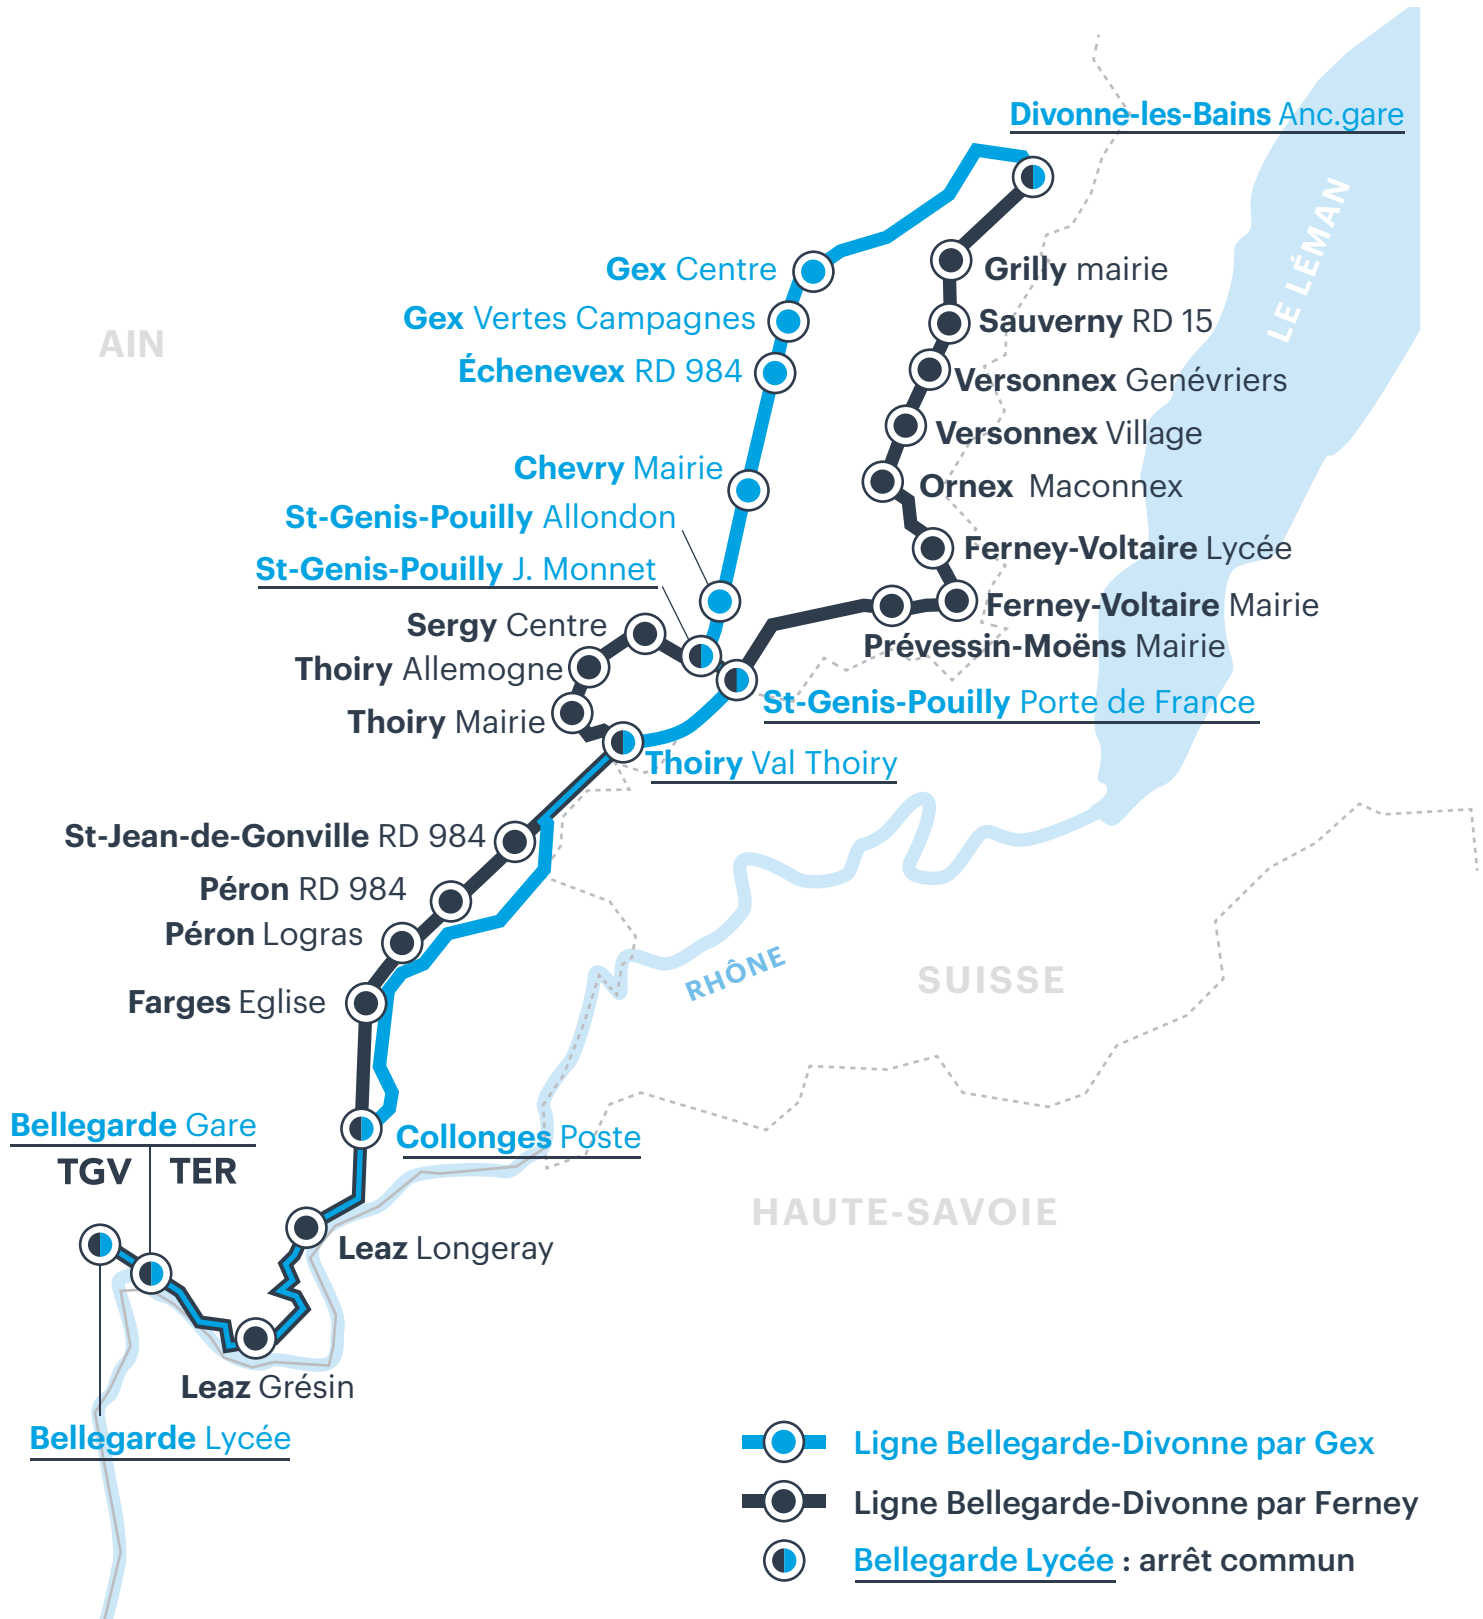 Divonne-les-Bains Anc.gare
LE LÉMAN
Gex Centre
Grilly mairie
Gex Vertes Campagnes
Sauverny RD 15
AIN
Échenevex RD 984
Versonnex Genévriers
Versonnex Village
Chevry Mairie
Ornex Maconnex
St-Genis-Pouilly Allondon
Ferney-Voltaire Lycée
St-Genis-Pouilly J. Monnet
Ferney-Voltaire Mairie
Sergy Centre
Prévessin-Moëns Mairie
Thoiry Allemogne
St-Genis-Pouilly Porte de France
Thoiry Mairie
Thoiry Val Thoiry
St-Jean-de-Gonville RD 984
Péron RD 984
Péron Logras
RHÔNE
SUISSE
Farges Eglise
Bellegarde Gare
Collonges Poste
TGV TER
HAUTE-SAVOIE
Leaz Longeray
Leaz Grésin
Bellegarde Lycée
Ligne Bellegarde-Divonne par Gex
Ligne Bellegarde-Divonne par Ferney
Bellegarde Lycée : arrêt commun